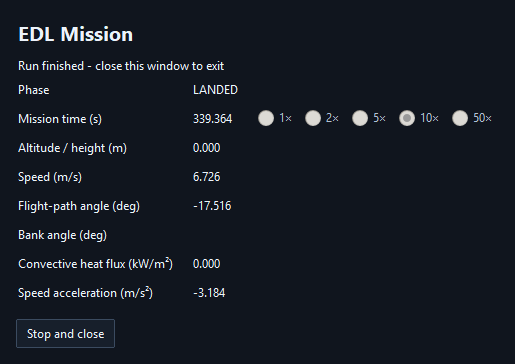 EDL Mission
Run finished - close this window to exit
Phase LANDED
Mission time (s) 339.364 1× 2× 5× 10× 50×
Altitude / height (m) 0.000
Speed (m/s) 6.726
Flight-path angle (deg) -17.516
Bank angle (deg)
Convective heat flux (kW/m²) 0.000
Speed acceleration (m/s²) -3.184
Stop and close